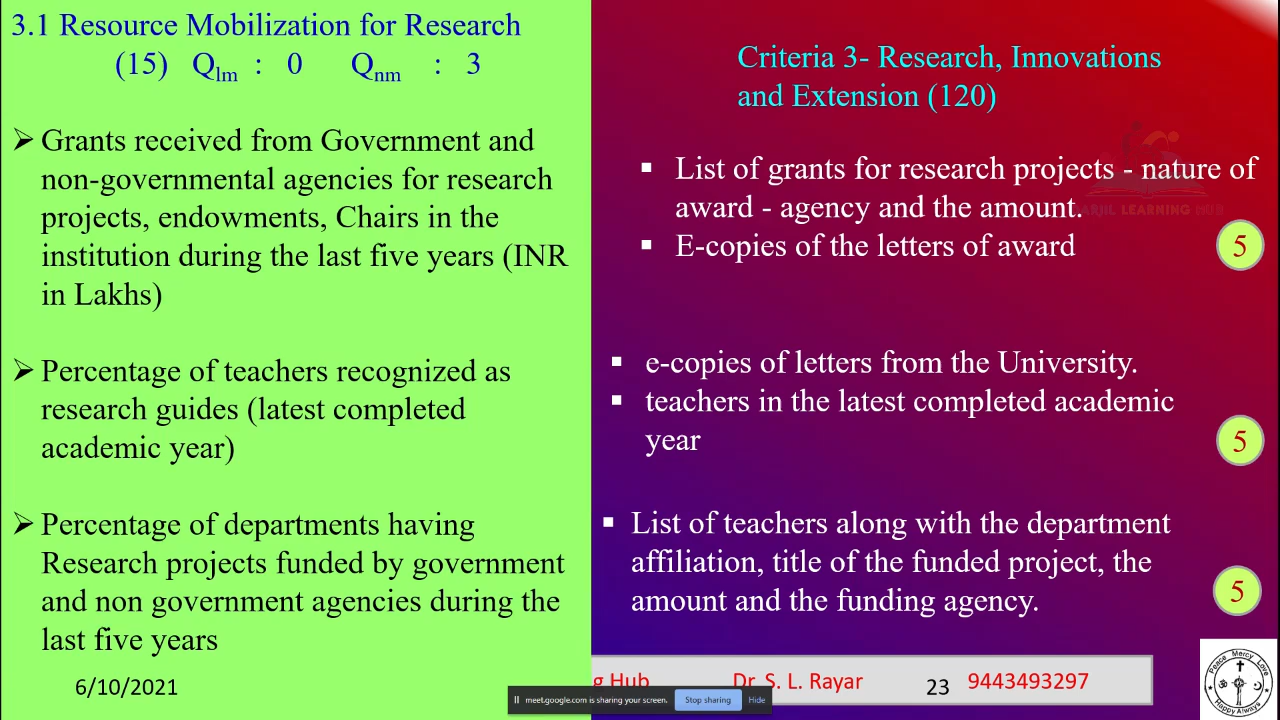 3.1 Resource Mobilization for Research
(15) Qlm : 0 Qnm : 3
➢ Grants received from Government and
non-governmental agencies for research
projects, endowments, Chairs in the
institution during the last five years (INR
in Lakhs)
➢ Percentage of teachers recognized as
research guides (latest completed
academic year)
➢ Percentage of departments having
Research projects funded by government
and non government agencies during the
last five years
6/10/2021
Criteria 3- Research, Innovations
and Extension (120)
▪ List of grants for research projects - nature of
award - agency and the amount.
▪ E-copies of the letters of award
5
▪ e-copies of letters from the University.
▪ teachers in the latest completed academic
year
5
▪ List of teachers along with the department
affiliation, title of the funded project, the
amount and the funding agency.
5
LEARNING HUB
g Hub Dr. S. L. Rayar 23 9443493297
meet.google.com is sharing your screen. Stop sharing Hide
Peace Mercy Love
Happy Always